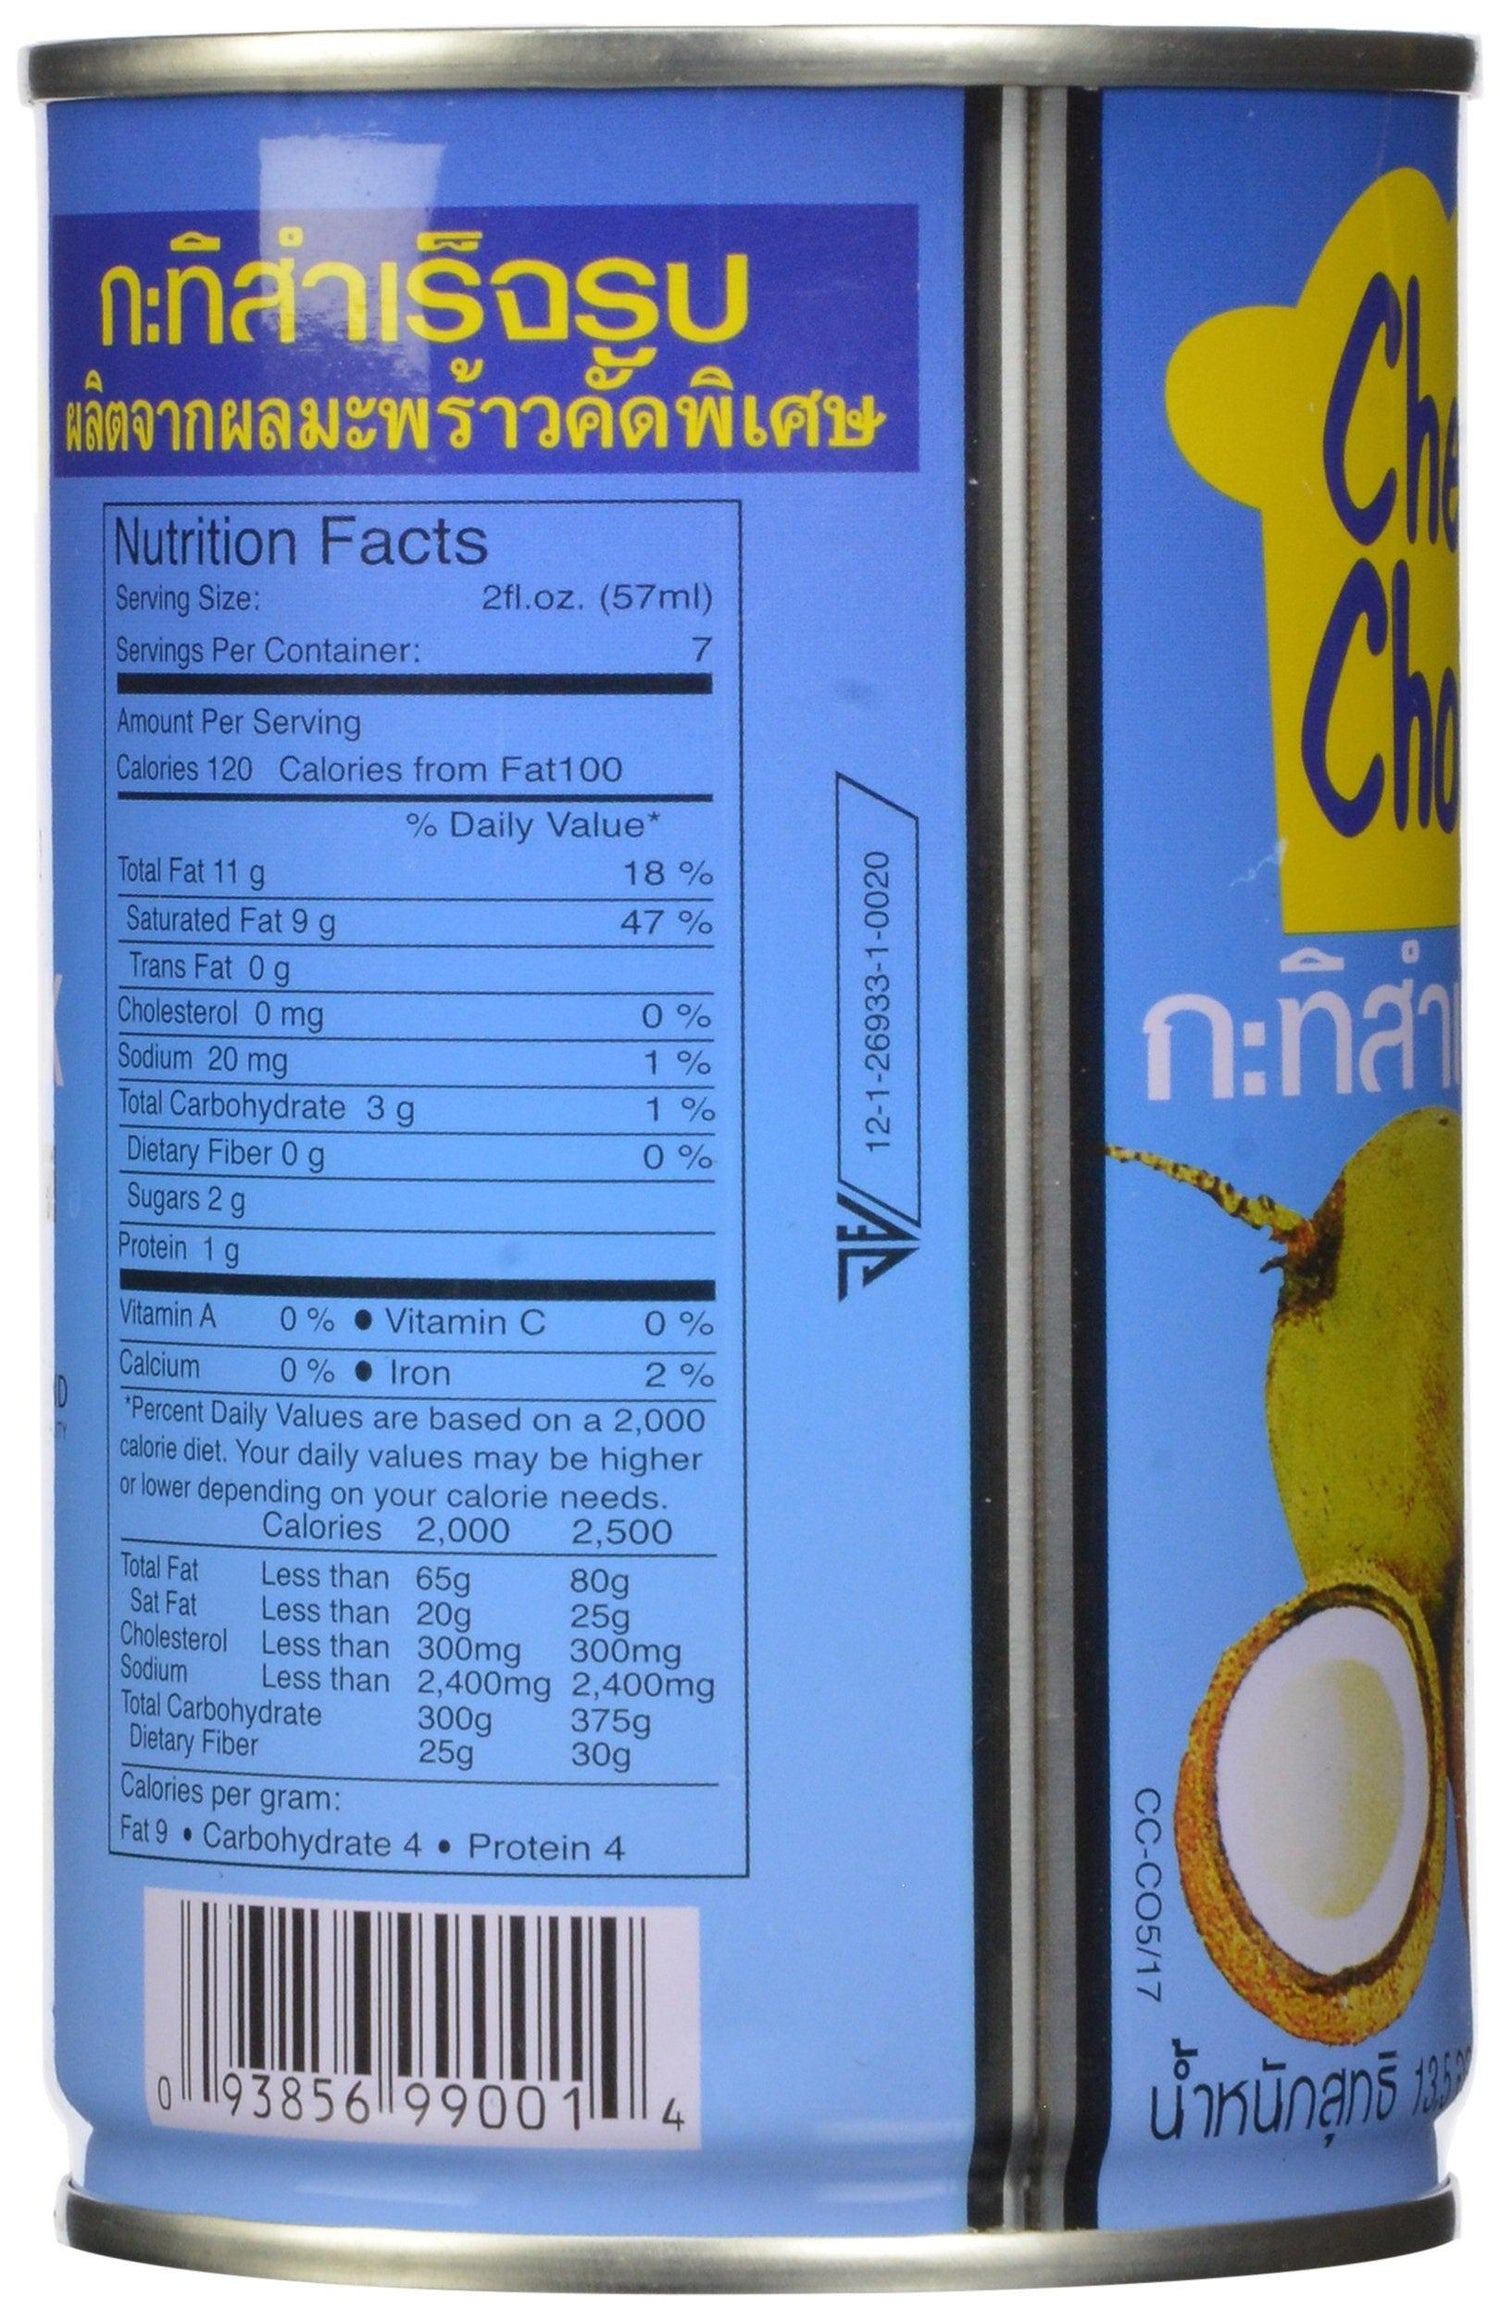 กะทิสำเร็จรูป
ผลิตจากผลมะพร้าวคัดพิเศษ
Nutrition Facts
Serving Size: 2fl.oz. (57ml)
Servings Per Container: 7
Amount Per Serving
Calories 120 Calories from Fat100
% Daily Value*
Total Fat 11 g 18 %
Saturated Fat 9 g 47 %
Trans Fat 0 g
Cholesterol 0 mg 0 %
Sodium 20 mg 1 %
Total Carbohydrate 3 g 1 %
Dietary Fiber 0 g 0 %
Sugars 2 g
Protein 1 g
Vitamin A 0 % ● Vitamin C 0 %
Calcium 0 % ● Iron 2 %
*Percent Daily Values are based on a 2,000
calorie diet. Your daily values may be higher
or lower depending on your calorie needs.
Calories 2,000 2,500
Total Fat Less than 65g 80g
Sat Fat Less than 20g 25g
Cholesterol Less than 300mg 300mg
Sodium Less than 2,400mg 2,400mg
Total Carbohydrate 300g 375g
Dietary Fiber 25g 30g
Calories per gram:
Fat 9 • Carbohydrate 4 • Protein 4
0 93856 99001 4
12-1-26933-1-0020
CC-CO5/17
น้ำหนักสุทธิ 13.5